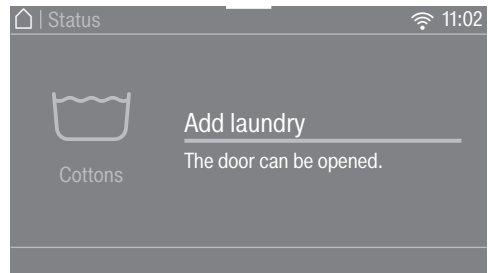 | Status
11:02
Add laundry
The door can be opened.
Cottons